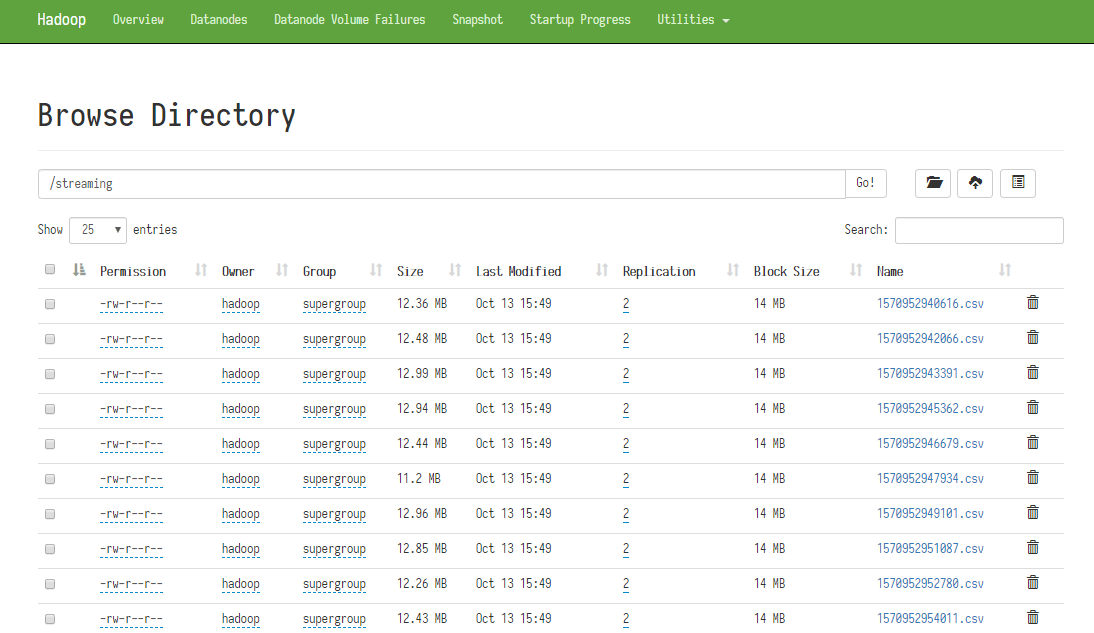 Hadoop Overview Datanodes Datanode Volume Failures Snapshot Startup Progress Utilities
Browse Directory
/streaming Go!
Show 25 entries Search:
Permission Owner Group Size Last Modified Replication Block Size Name
-rw-r--r-- hadoop supergroup 12.36 MB Oct 13 15:49 2 14 MB 1570952940616.csv
-rw-r--r-- hadoop supergroup 12.48 MB Oct 13 15:49 2 14 MB 1570952942066.csv
-rw-r--r-- hadoop supergroup 12.99 MB Oct 13 15:49 2 14 MB 1570952943391.csv
-rw-r--r-- hadoop supergroup 12.94 MB Oct 13 15:49 2 14 MB 1570952945362.csv
-rw-r--r-- hadoop supergroup 12.44 MB Oct 13 15:49 2 14 MB 1570952946679.csv
-rw-r--r-- hadoop supergroup 11.2 MB Oct 13 15:49 2 14 MB 1570952947934.csv
-rw-r--r-- hadoop supergroup 12.96 MB Oct 13 15:49 2 14 MB 1570952949101.csv
-rw-r--r-- hadoop supergroup 12.85 MB Oct 13 15:49 2 14 MB 1570952951087.csv
-rw-r--r-- hadoop supergroup 12.26 MB Oct 13 15:49 2 14 MB 1570952952780.csv
-rw-r--r-- hadoop supergroup 12.43 MB Oct 13 15:49 2 14 MB 1570952954011.csv